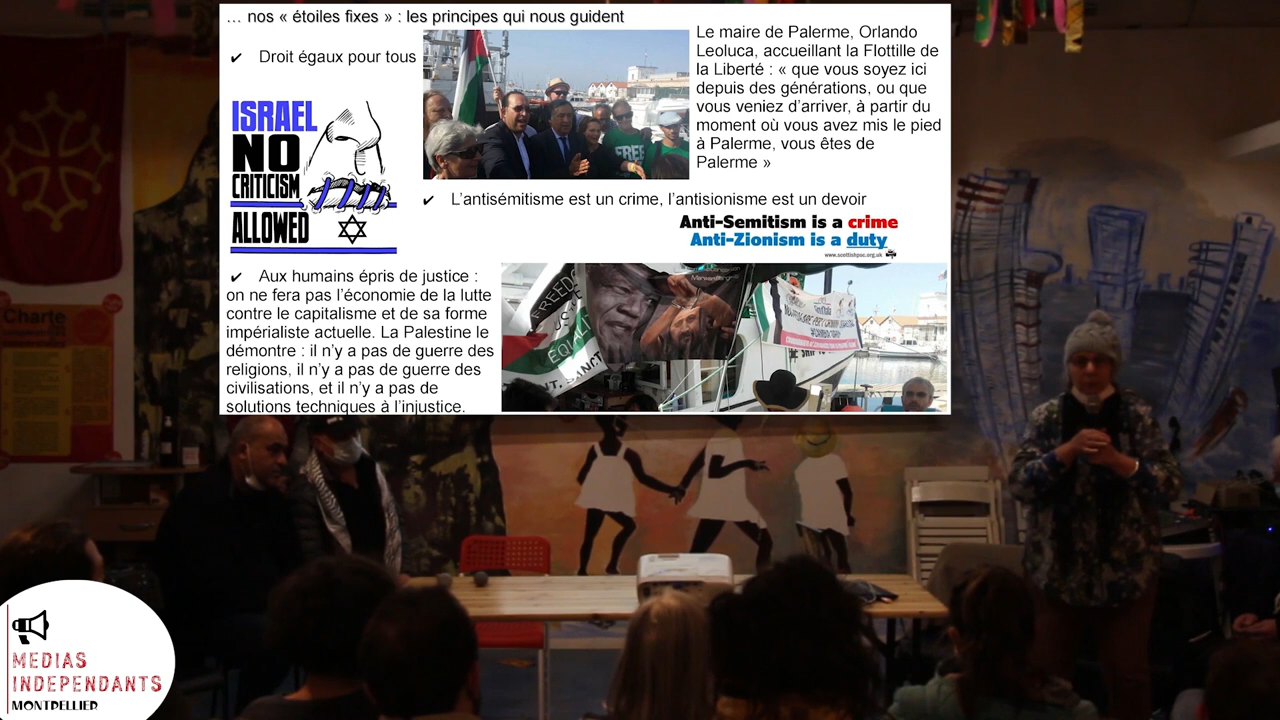 … nos « étoiles fixes » : les principes qui nous guident
✔ Droit égaux pour tous
ISRAEL
NO
CRITICISM
ALLOWED
FREE
Le maire de Palerme, Orlando
Leoluca, accueillant la Flottille de
la Liberté : « que vous soyez ici
depuis des générations, ou que
vous veniez d’arriver, à partir du
moment où vous avez mis le pied
à Palerme, vous êtes de
Palerme »
✔ L’antisémitisme est un crime, l’antisionisme est un devoir
Anti-Semitism is a crime
Anti-Zionism is a duty
www.scottishpsc.org.uk
✔ Aux humains épris de justice :
on ne fera pas l’économie de la lutte
contre le capitalisme et de sa forme
impérialiste actuelle. La Palestine le
démontre : il n’y a pas de guerre des
religions, il n’y a pas de guerre des
civilisations, et il n’y a pas de
solutions techniques à l’injustice.
Charte
MEDIAS
INDEPENDANTS
MONTPELLIER